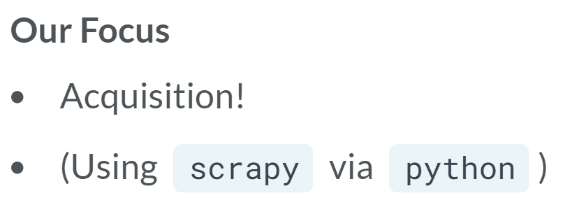 Our Focus
• Acquisition!
• (Using scrapy via python )